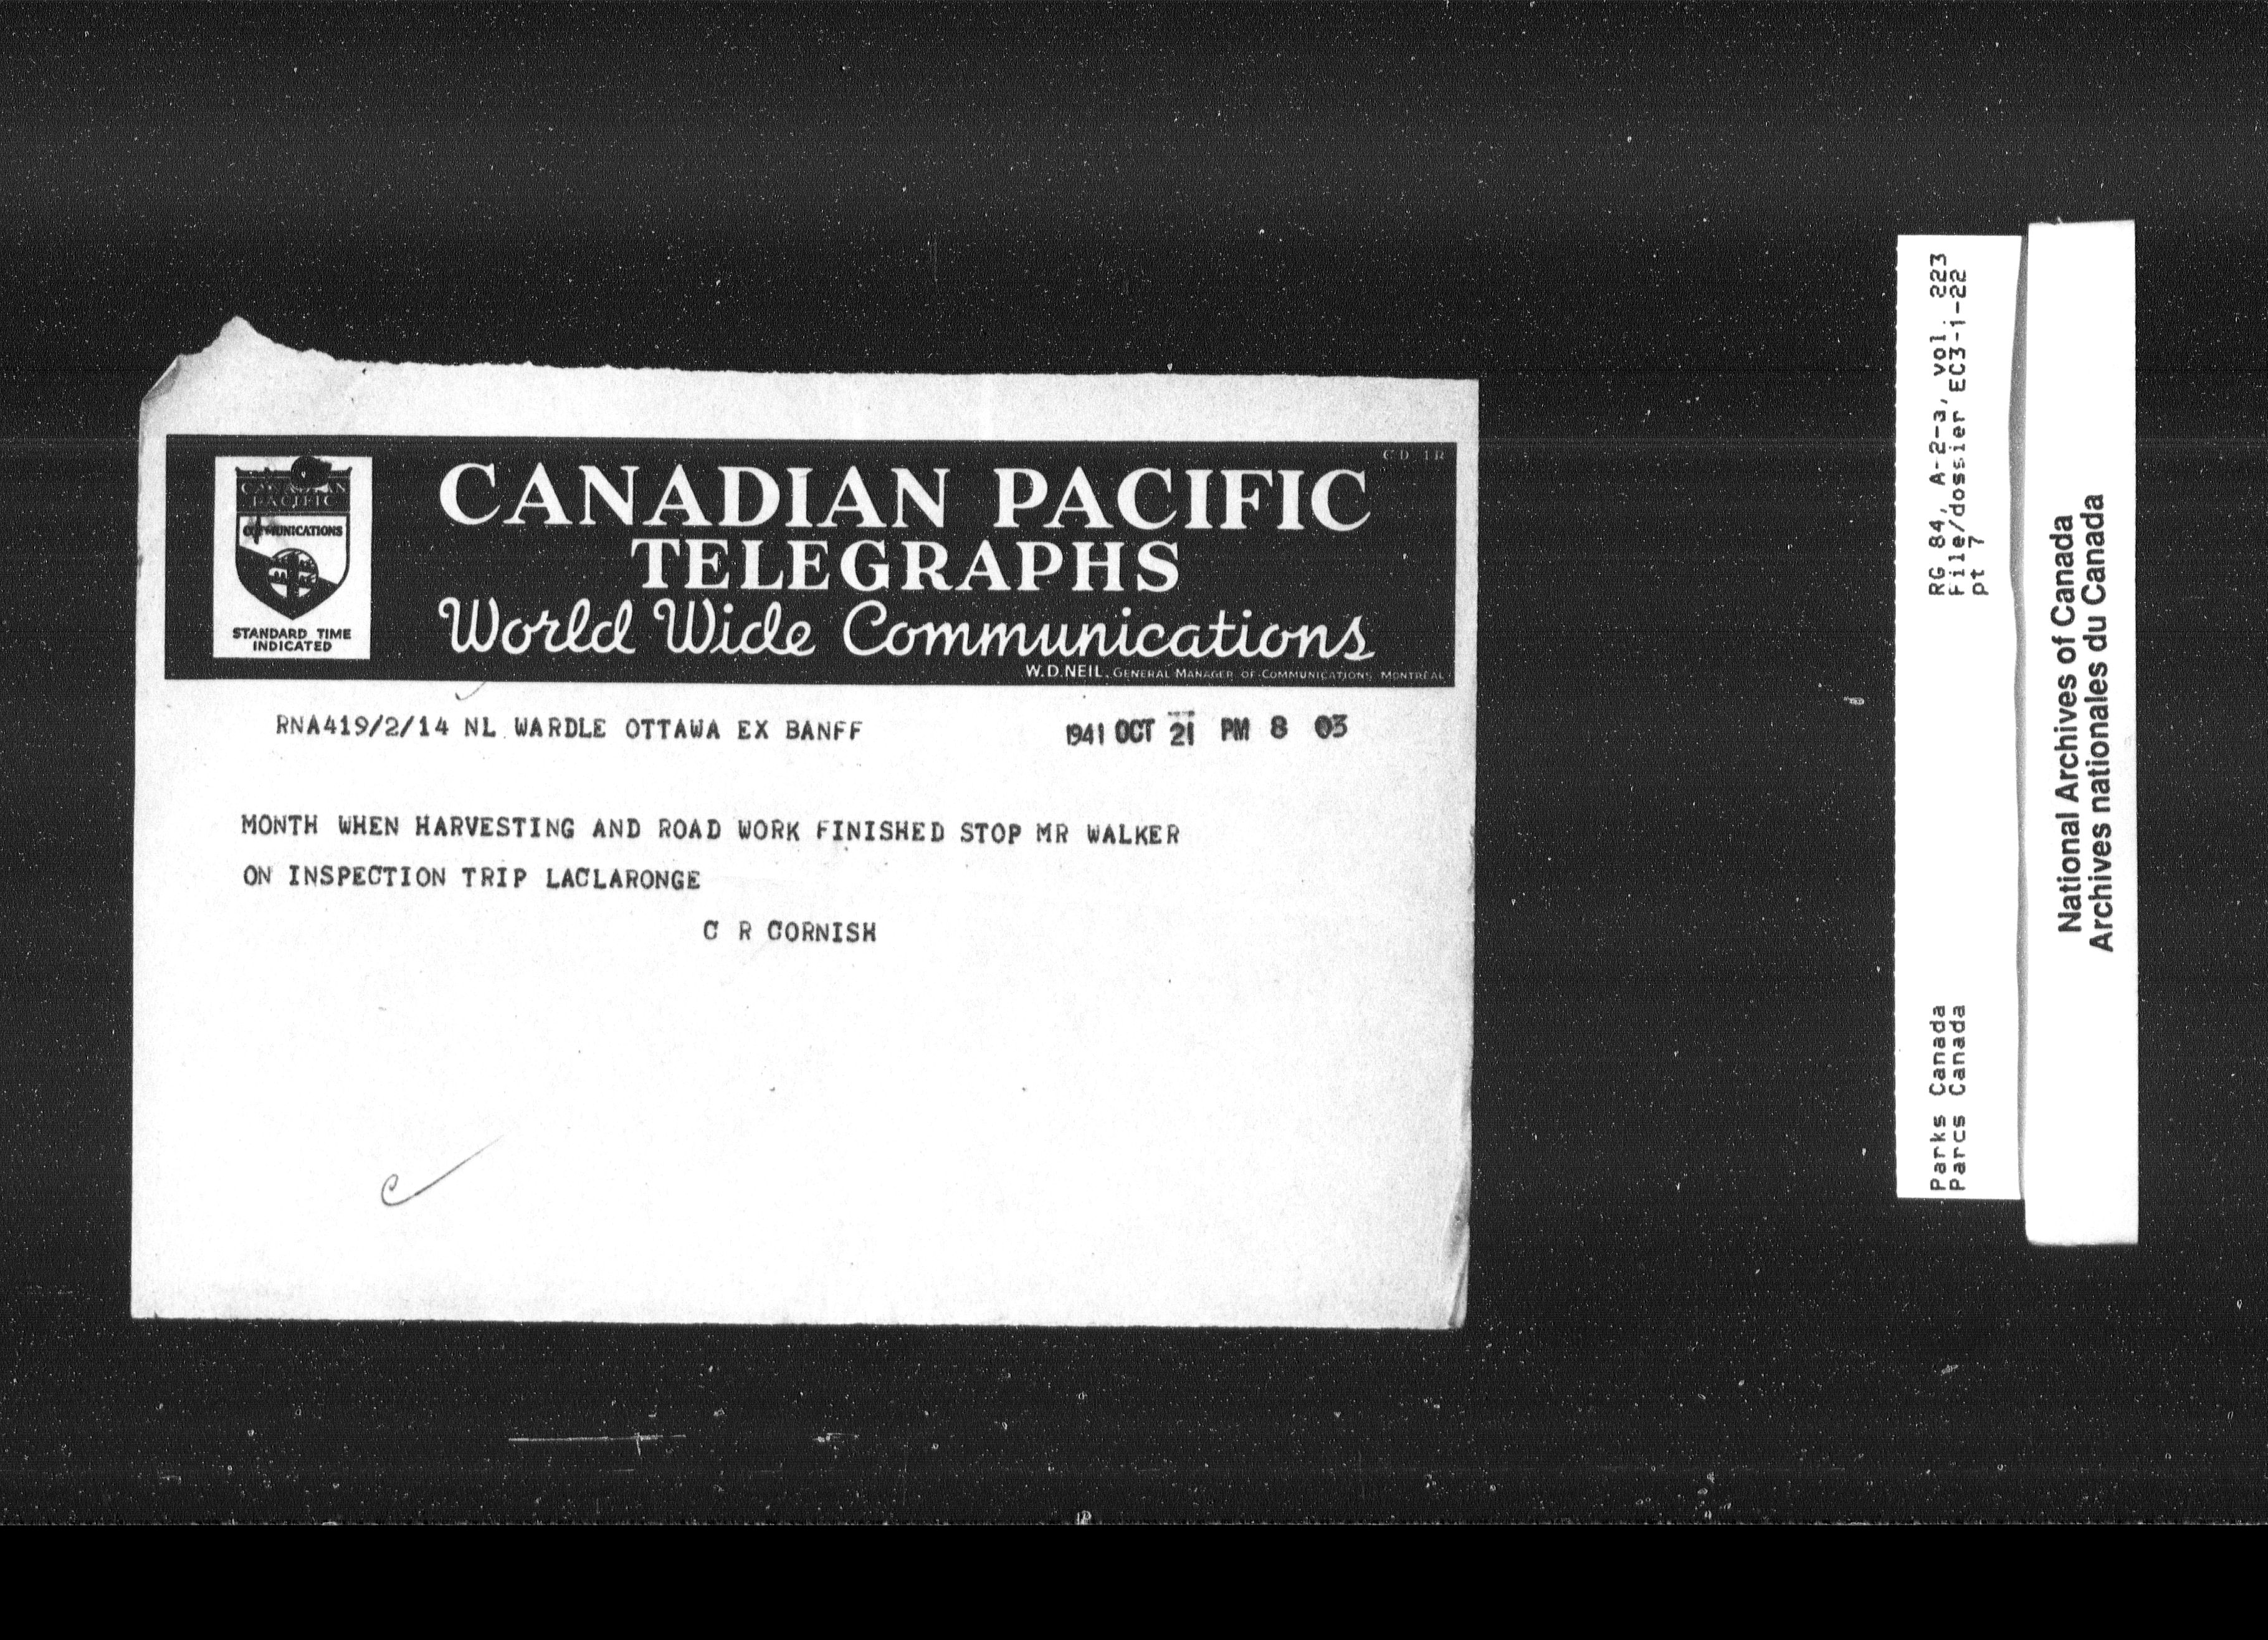 CD 1R
CANADIAN PACIFIC
TELEGRAPHS
World Wide Communications
W.D. NEIL, GENERAL MANAGER OF COMMUNICATIONS, MONTREAL
CANADIAN
PACIFIC
COMMUNICATIONS
STANDARD TIME
INDICATED
RNA419/2/14 NL WARDLE OTTAWA EX BANFF
1941 OCT 21 PM 8 03
MONTH WHEN HARVESTING AND ROAD WORK FINISHED STOP MR WALKER
ON INSPECTION TRIP LACLARONGE
C R CORNISH
RG 84, A-2-a, vol. 223
File/dossier EC3-1-22
pt 7
Parks Canada
Parcs Canada
National Archives of Canada
Archives nationales du Canada